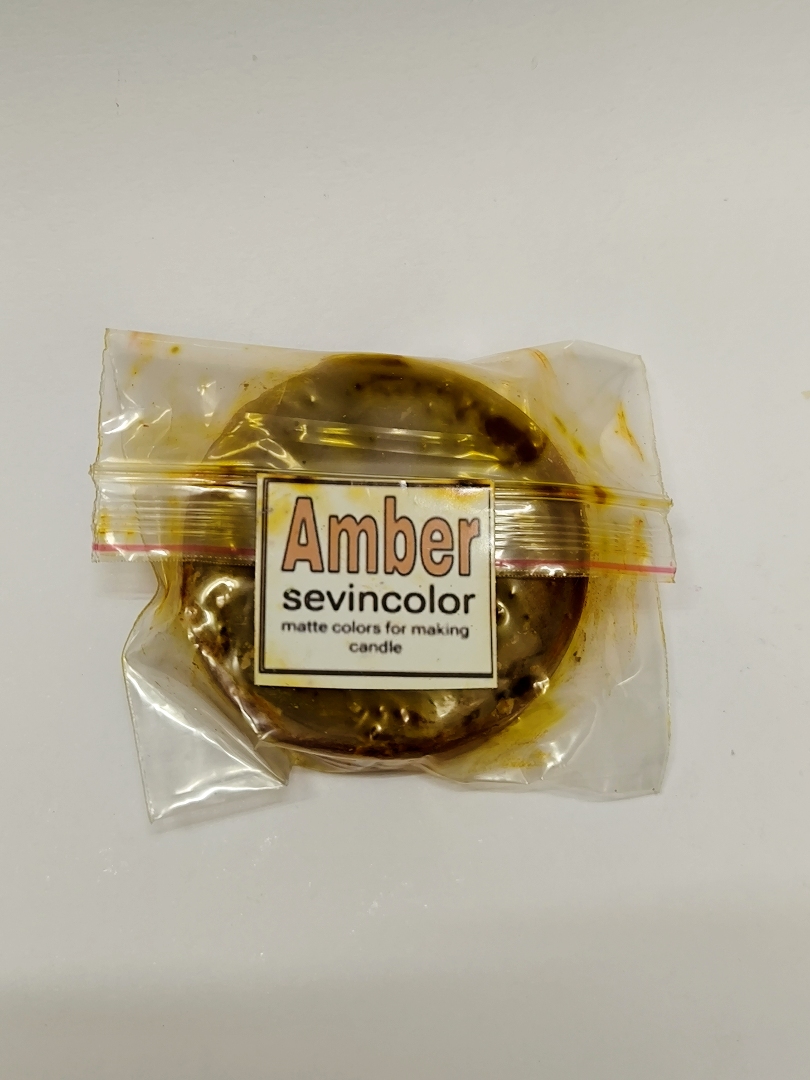 Amber
sevincolor
matte colors for making
candle